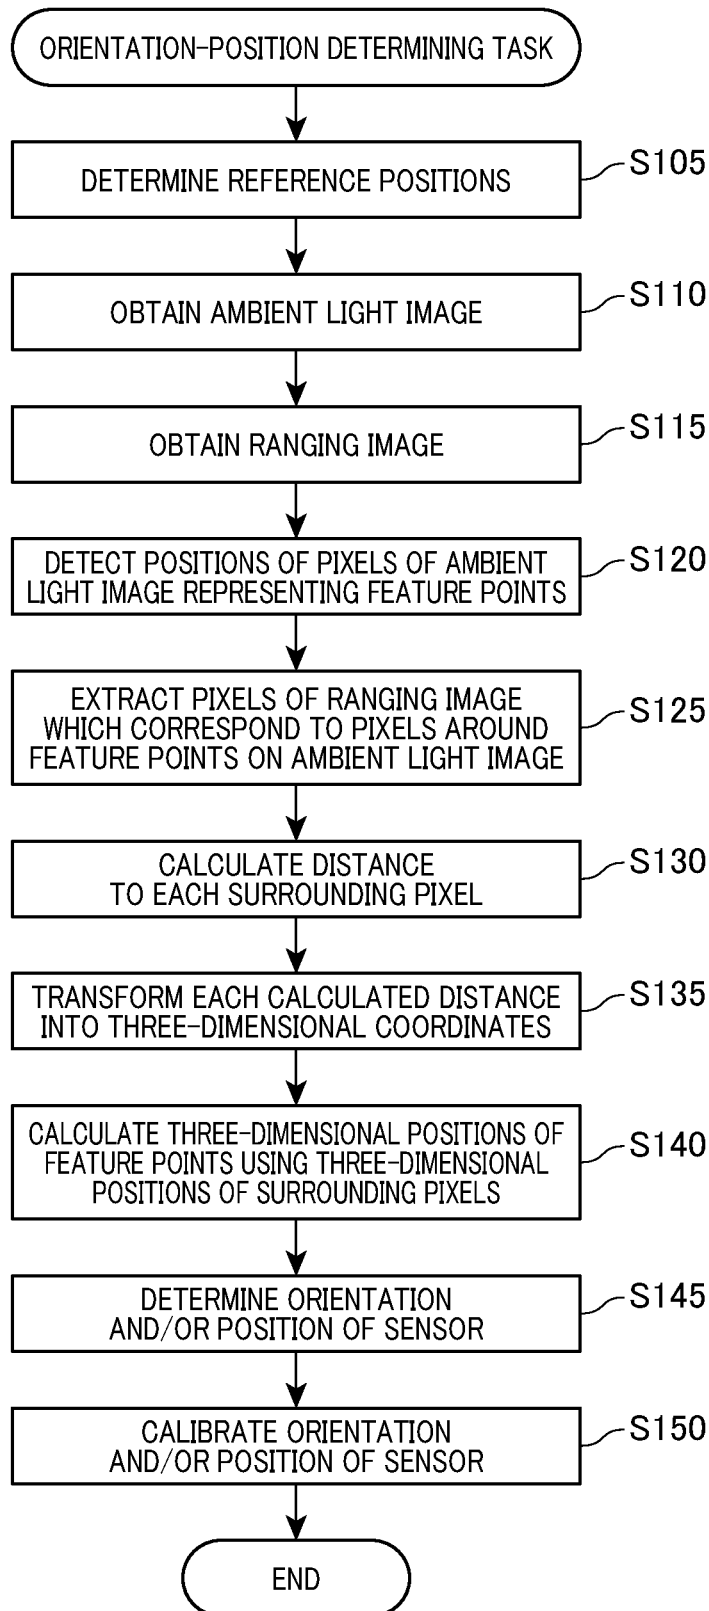 ORIENTATION-POSITION DETERMINING TASK
DETERMINE REFERENCE POSITIONS
S105
OBTAIN AMBIENT LIGHT IMAGE
S110
OBTAIN RANGING IMAGE
S115
DETECT POSITIONS OF PIXELS OF AMBIENT
LIGHT IMAGE REPRESENTING FEATURE POINTS
S120
EXTRACT PIXELS OF RANGING IMAGE
WHICH CORRESPOND TO PIXELS AROUND
FEATURE POINTS ON AMBIENT LIGHT IMAGE
S125
CALCULATE DISTANCE
TO EACH SURROUNDING PIXEL
S130
TRANSFORM EACH CALCULATED DISTANCE
INTO THREE-DIMENSIONAL COORDINATES
S135
CALCULATE THREE-DIMENSIONAL POSITIONS OF
FEATURE POINTS USING THREE-DIMENSIONAL
POSITIONS OF SURROUNDING PIXELS
S140
DETERMINE ORIENTATION
AND/OR POSITION OF SENSOR
S145
CALIBRATE ORIENTATION
AND/OR POSITION OF SENSOR
S150
END